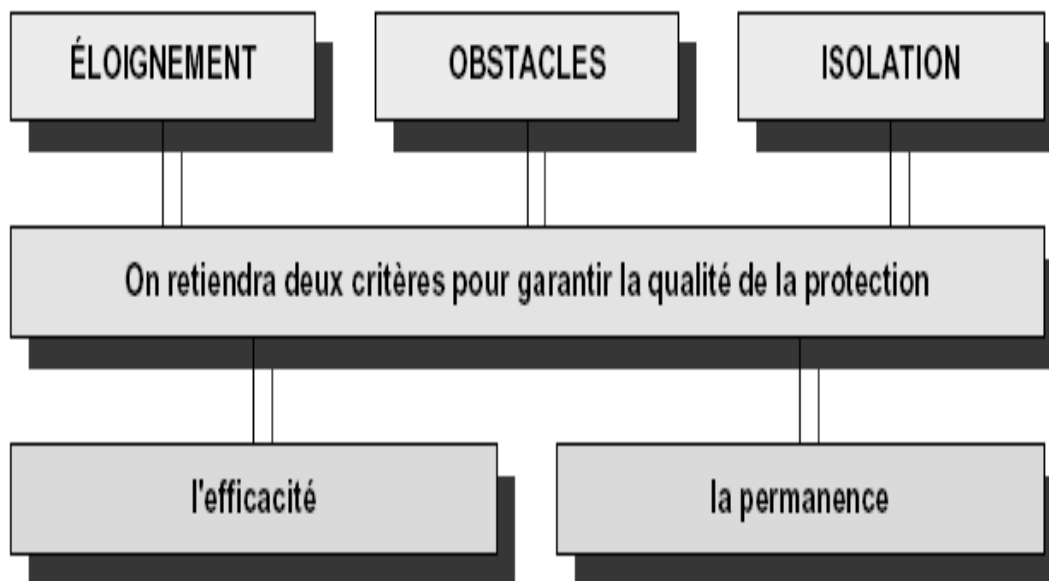 ÉLOIGNEMENT
OBSTACLES
ISOLATION
On retiendra deux critères pour garantir la qualité de la protection
l'efficacité
la permanence